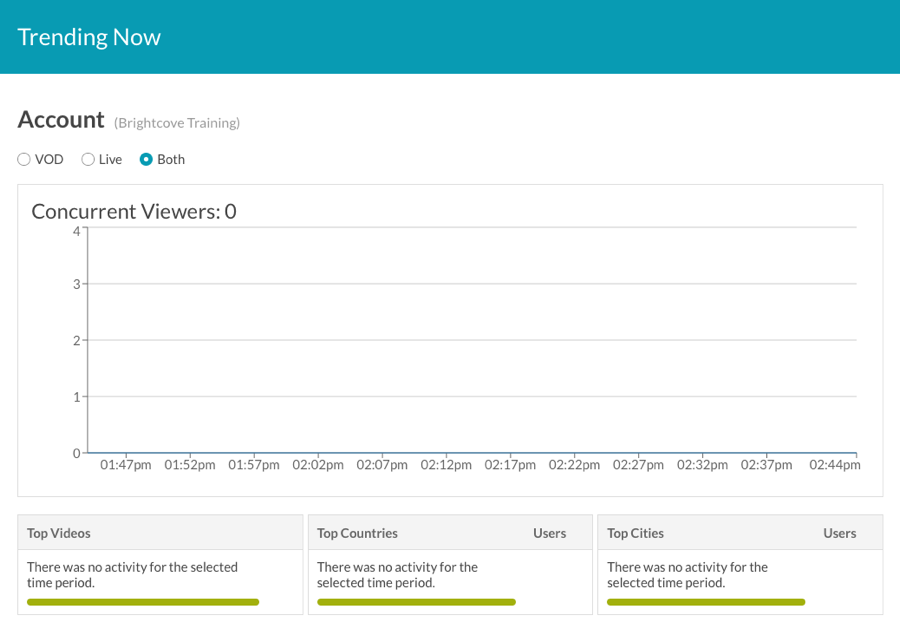 Trending Now
Account (Brightcove Training)
VOD Live Both
Concurrent Viewers: 0
4
3
2
1
0
01:47pm 01:52pm 01:57pm 02:02pm 02:07pm 02:12pm 02:17pm 02:22pm 02:27pm 02:32pm 02:37pm 02:44pm
Top Videos
There was no activity for the selected
time period.
Top Countries Users
There was no activity for the
selected time period.
Top Cities Users
There was no activity for the
selected time period.